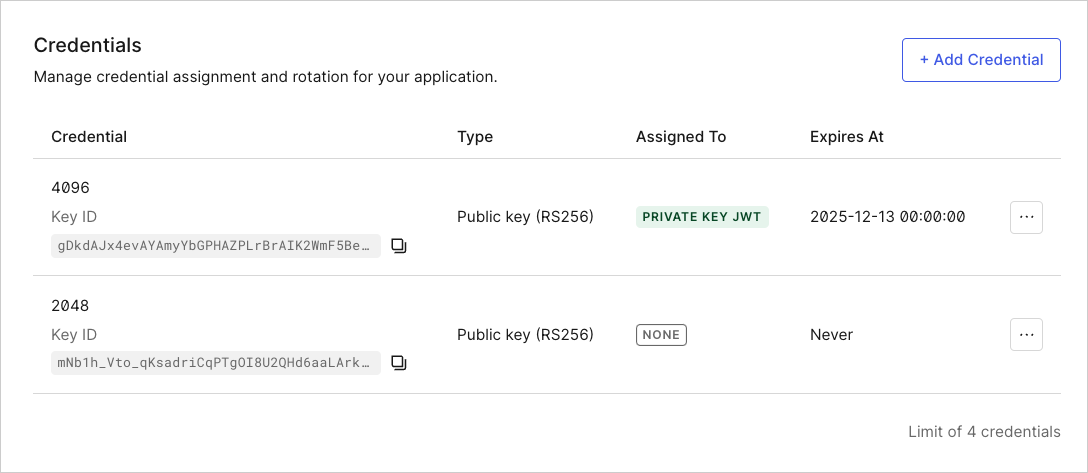 Credentials
Manage credential assignment and rotation for your application.
+ Add Credential
Credential Type Assigned To Expires At
4096
Key ID
gDkdAJx4evAYAmyYbGPHAZPLrBrAIK2WmF5Be…
Public key (RS256) PRIVATE KEY JWT 2025-12-13 00:00:00 ...
2048
Key ID
mNb1h_Vto_qKsadriCqPTgOI8U2QHd6aaLArk…
Public key (RS256) NONE Never ...
Limit of 4 credentials